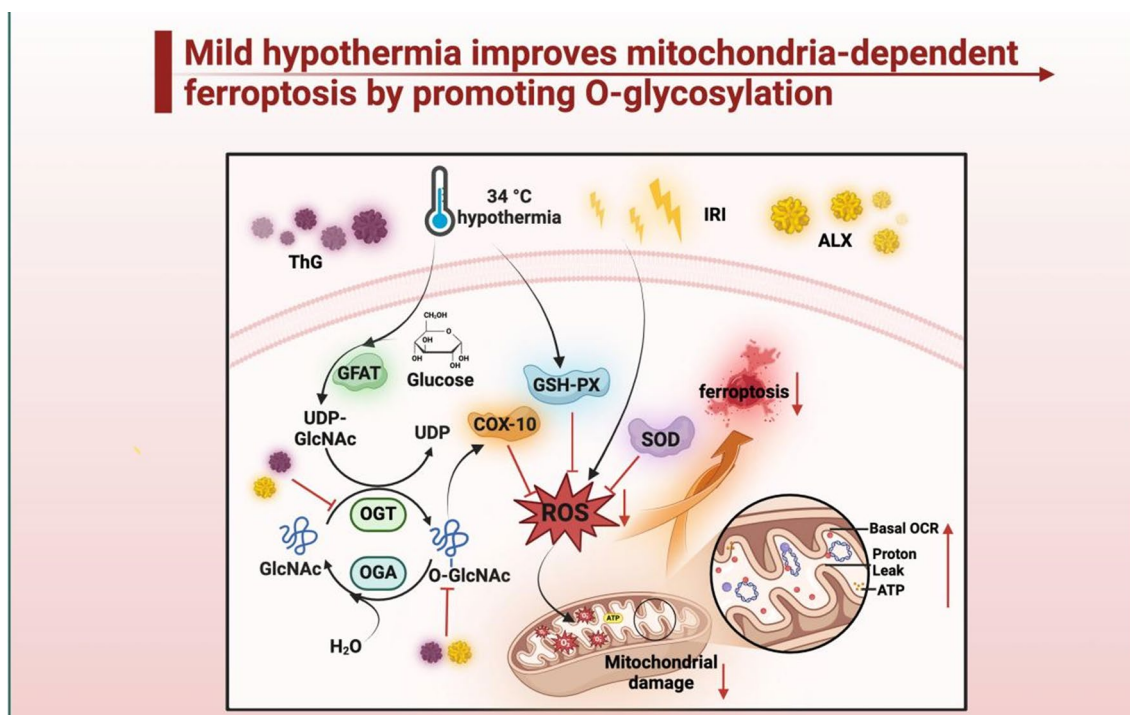 Mild hypothermia improves mitochondria-dependent
ferroptosis by promoting O-glycosylation
34 °C
hypothermia
IRI
ThG
ALX
CH₂OH
O
OH
OH
OH
OH
GFAT
Glucose
GSH-PX
ferroptosis
UDP-
GlcNAc
UDP
COX-10
SOD
OGT
ROS
GlcNAc
OGA
O-GlcNAc
H₂O
Basal OCR
Proton
Leak
ATP
ATP
Mitochondrial
damage